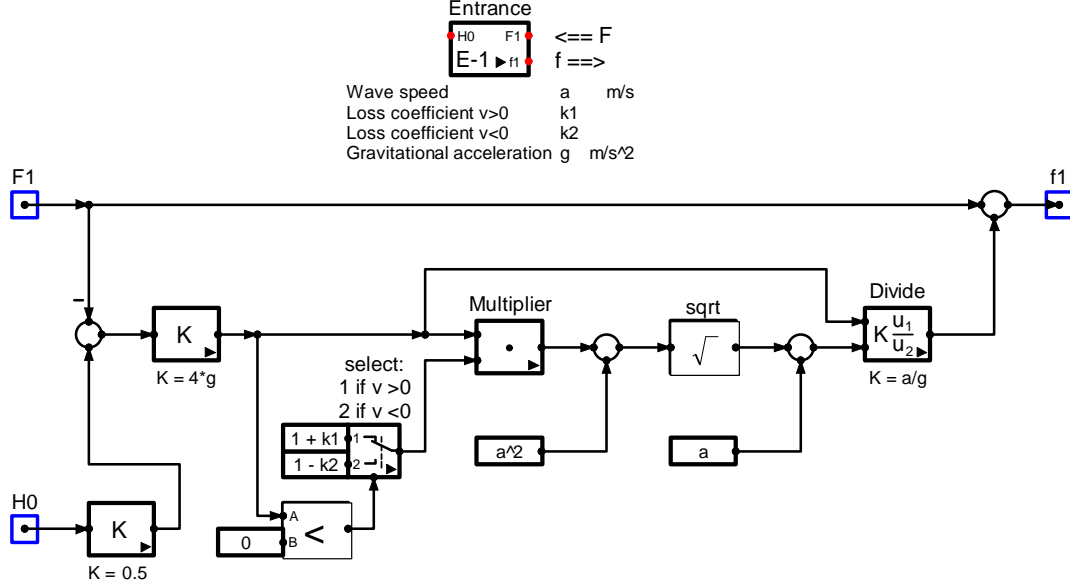 Entrance
H0 F1 <== F
E-1 f1 f ==>
Wave speed a m/s
Loss coefficient v>0 k1
Loss coefficient v<0 k2
Gravitational acceleration g m/s^2
F1
f1
–
K
K = 4*g
Multiplier
sqrt
√
Divide
K u1
u2
K = a/g
select:
1 if v >0
2 if v <0
1 + k1 1
1 - k2 2
a^2
a
H0
K
K = 0.5
A
<
0 B